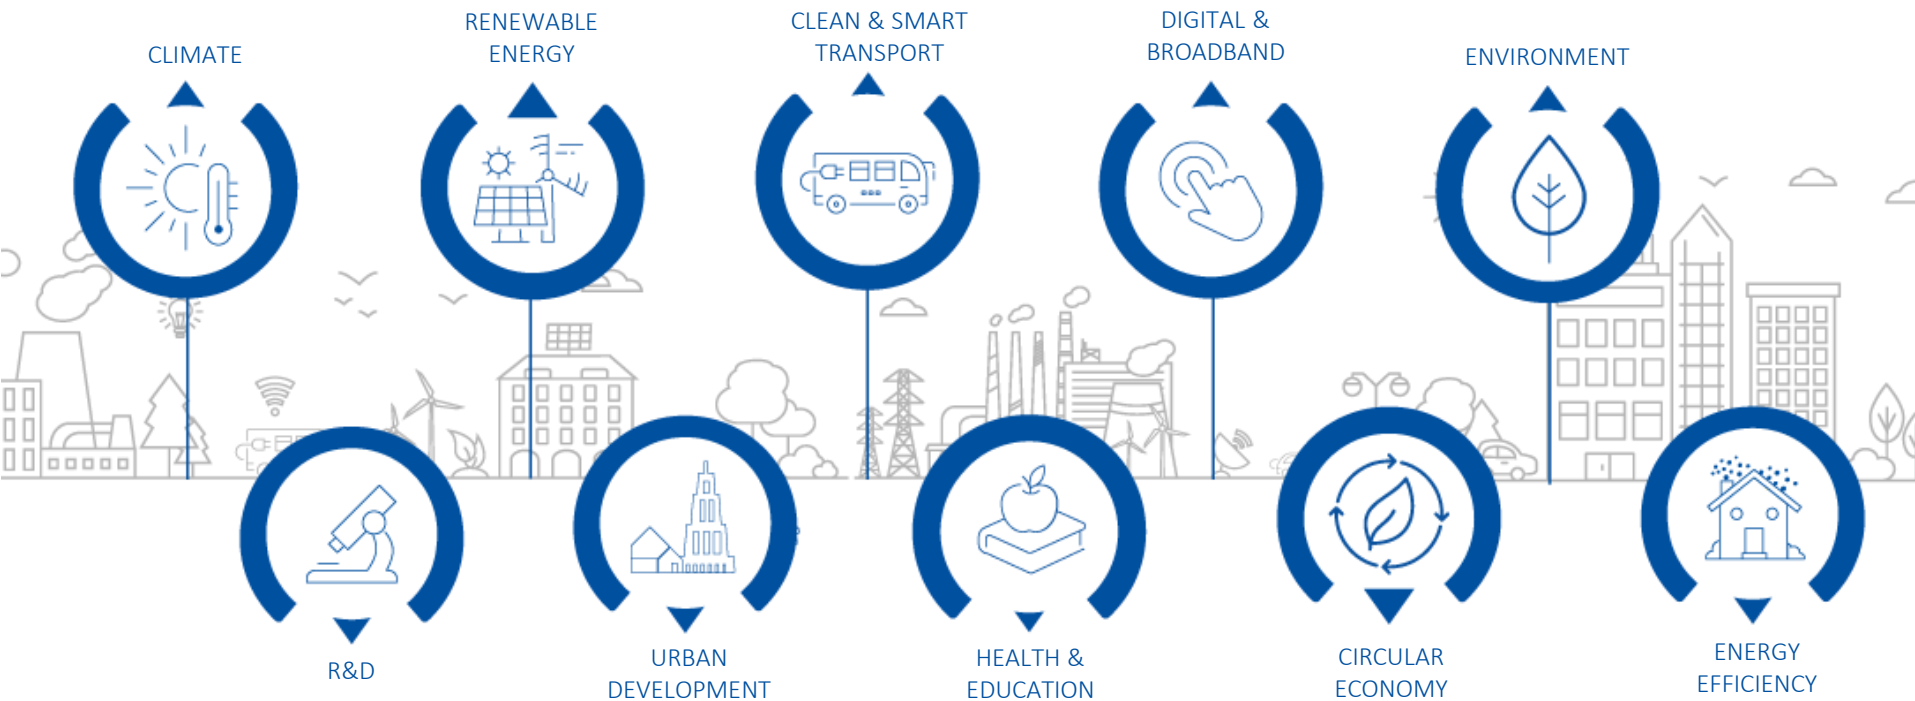 CLIMATE
RENEWABLE
ENERGY
CLEAN & SMART
TRANSPORT
DIGITAL &
BROADBAND
ENVIRONMENT
R&D
URBAN
DEVELOPMENT
HEALTH &
EDUCATION
CIRCULAR
ECONOMY
ENERGY
EFFICIENCY